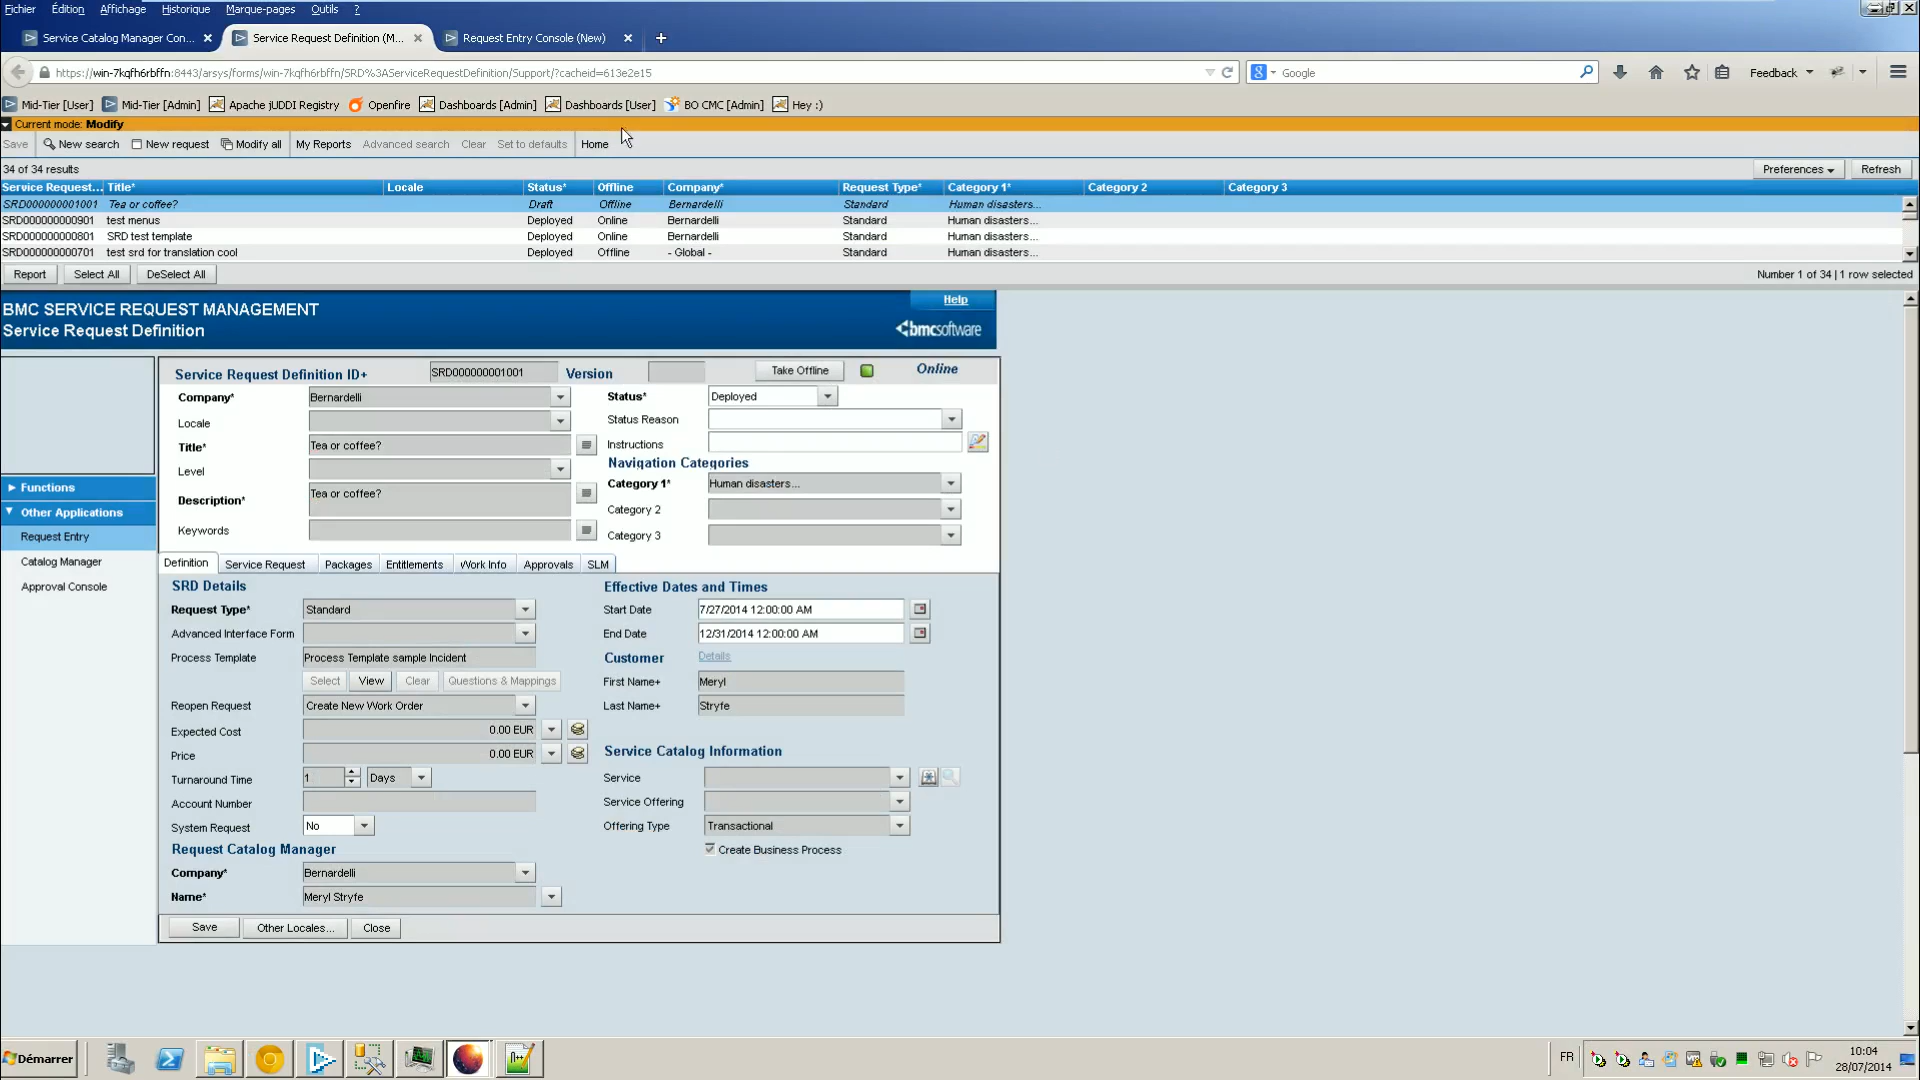 Fichier Édition Affichage Historique Marque-pages Outils ?
Service Catalog Manager Con... × Service Request Definition (M... × Request Entry Console (New) × +
https://win-7kqfh6rbffn:8443/arsys/forms/win-7kqfh6rbffn/SRD%3AServiceRequestDefinition/Support/?cacheid=613e2e15 Google Feedback
Mid-Tier [User] Mid-Tier [Admin] Apache jUDDI Registry Openfire Dashboards [Admin] Dashboards [User] BO CMC [Admin] Hey :)
Current mode: Modify
Save New search New request Modify all My Reports Advanced search Clear Set to defaults Home
34 of 34 results Preferences Refresh
Service Request... Title* Locale Status* Offline Company* Request Type* Category 1* Category 2 Category 3
SRD000000001001 Tea or coffee? Draft Offline Bernardelli Standard Human disasters...
SRD000000000901 test menus Deployed Online Bernardelli Standard Human disasters...
SRD000000000801 SRD test template Deployed Online Bernardelli Standard Human disasters...
SRD000000000701 test srd for translation cool Deployed Offline - Global - Standard Human disasters...
Report Select All DeSelect All Number 1 of 34 | 1 row selected
BMC SERVICE REQUEST MANAGEMENT Help
Service Request Definition bmcsoftware
Service Request Definition ID+ SRD000000001001 Version Take Offline Online
Company* Bernardelli Status* Deployed
Locale Status Reason
Title* Tea or coffee? Instructions
Level Navigation Categories
Functions Category 1* Human disasters...
Description* Tea or coffee?
Other Applications Category 2
Request Entry Keywords Category 3
Catalog Manager Definition Service Request Packages Entitlements Work Info Approvals SLM
Approval Console SRD Details Effective Dates and Times
Request Type* Standard Start Date 7/27/2014 12:00:00 AM
Advanced Interface Form End Date 12/31/2014 12:00:00 AM
Process Template Process Template sample Incident Customer Details
Select View Clear Questions & Mappings First Name+ Meryl
Reopen Request Create New Work Order Last Name+ Stryfe
Expected Cost 0.00 EUR
Price 0.00 EUR Service Catalog Information
Turnaround Time 1 Days Service
Account Number Service Offering
System Request No Offering Type Transactional
Request Catalog Manager Create Business Process
Company* Bernardelli
Name* Meryl Stryfe
Save Other Locales... Close
Démarrer FR 10:04
28/07/2014